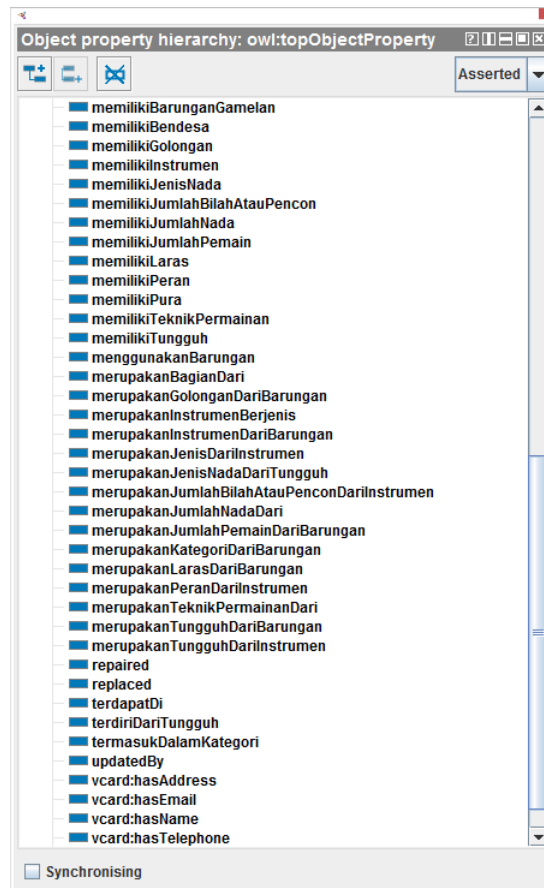 Object property hierarchy: owl:topObjectProperty
Asserted
memilikiBarunganGamelan
memilikiBendesa
memilikiGolongan
memilikiInstrumen
memilikiJenisNada
memilikiJumlahBilahAtauPencon
memilikiJumlahNada
memilikiJumlahPemain
memilikiLaras
memilikiPeran
memilikiPura
memilikiTeknikPermainan
memilikiTungguh
menggunakanBarungan
merupakanBagianDari
merupakanGolonganDariBarungan
merupakanInstrumenBerjenis
merupakanInstrumenDariBarungan
merupakanJenisDariInstrumen
merupakanJenisNadaDariTungguh
merupakanJumlahBilahAtauPenconDariInstrumen
merupakanJumlahNadaDari
merupakanJumlahPemainDariBarungan
merupakanKategoriDariBarungan
merupakanLarasDariBarungan
merupakanPeranDariInstrumen
merupakanTeknikPermainanDari
merupakanTungguhDariBarungan
merupakanTungguhDariInstrumen
repaired
replaced
terdapatDi
terdiriDariTungguh
termasukDalamKategori
updatedBy
vcard:hasAddress
vcard:hasEmail
vcard:hasName
vcard:hasTelephone
Synchronising